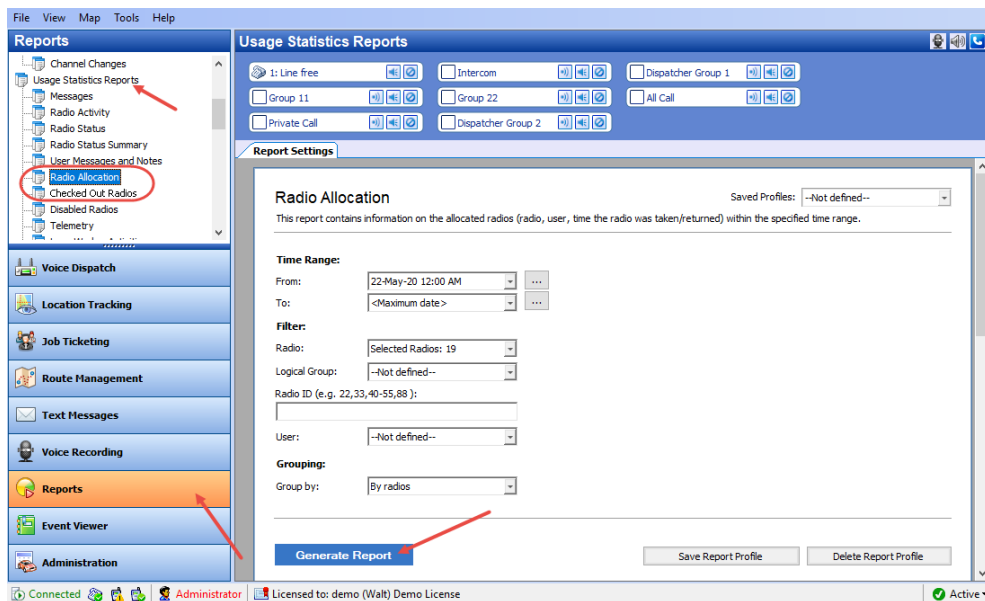 File View Map Tools Help
Reports
Channel Changes
Usage Statistics Reports
Messages
Radio Activity
Radio Status
Radio Status Summary
User Messages and Notes
Radio Allocation
Checked Out Radios
Disabled Radios
Telemetry
Voice Dispatch
Location Tracking
Job Ticketing
Route Management
Text Messages
Voice Recording
Reports
Event Viewer
Administration
Usage Statistics Reports
1: Line free
Intercom
Dispatcher Group 1
Group 11
Group 22
All Call
Private Call
Dispatcher Group 2
Report Settings
Radio Allocation
Saved Profiles: --Not defined--
This report contains information on the allocated radios (radio, user, time the radio was taken/returned) within the specified time range.
Time Range:
From: 22-May-20 12:00 AM ...
To: <Maximum date> ...
Filter:
Radio: Selected Radios: 19
Logical Group: --Not defined--
Radio ID (e.g. 22,33,40-55,88 ):
User: --Not defined--
Grouping:
Group by: By radios
Generate Report
Save Report Profile
Delete Report Profile
Connected
Administrator
Licensed to: demo (Walt) Demo License
Active